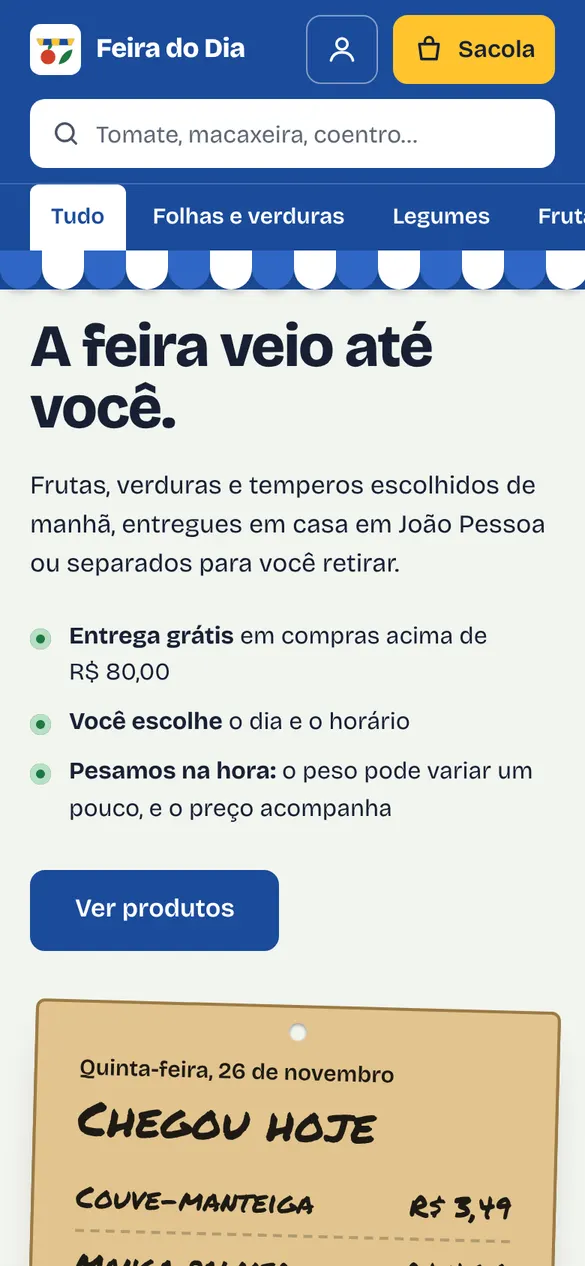 Feira do Dia
Sacola
Tomate, macaxeira, coentro...
Tudo
Folhas e verduras
Legumes
A feira veio até
você.
Frutas, verduras e temperos escolhidos de
manhã, entregues em casa em João Pessoa
ou separados para você retirar.
Entrega grátis em compras acima de
R$ 80,00
Você escolhe o dia e o horário
Pesamos na hora: o peso pode variar um
pouco, e o preço acompanha
Ver produtos
Quinta-feira, 26 de novembro
CHEGOU HOJE
COUVE-MANTEIGA R$ 3,49